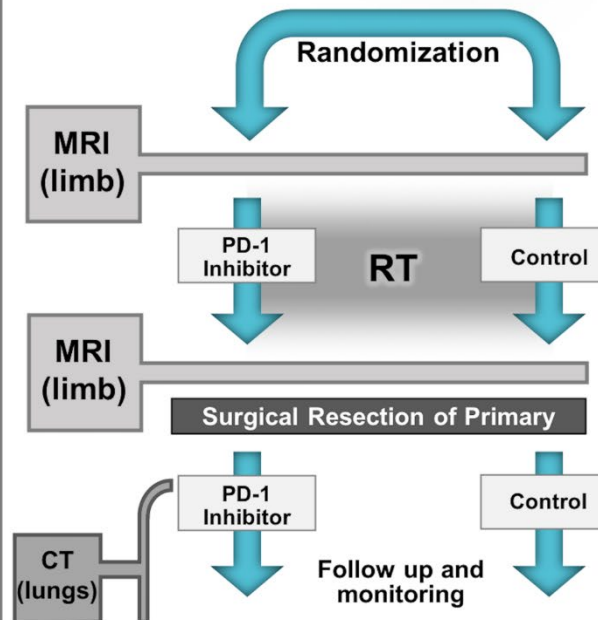 Randomization
MRI
(limb)
PD-1
Inhibitor
RT
Control
MRI
(limb)
Surgical Resection of Primary
PD-1
Inhibitor
Control
CT
(lungs)
Follow up and
monitoring